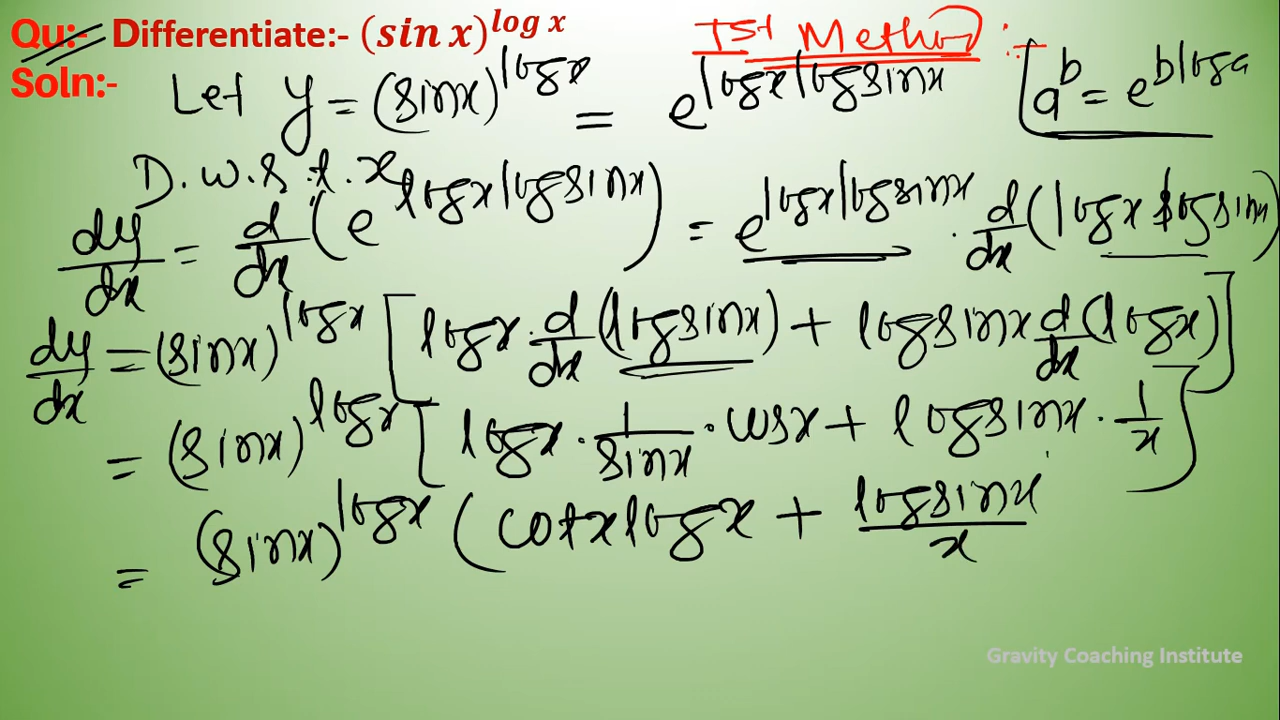 Qu:- Differentiate:- (sin x)^{log x} Ist Method :-
Soln:- Let y = (sinx)^{logx} = e^{logx logsinx} [a^b = e^{b loga}
D.w.r.t.x
dy/dx = d/dx (e^{logx logsinx}) = e^{logx logsinx} . d/dx (logx logsinx)
dy/dx = (sinx)^{logx} [logx . d/dx (logsinx) + logsinx d/dx (logx)]
= (sinx)^{logx} [logx . 1/sinx . cosx + logsinx . 1/x]
= (sinx)^{logx} (cotx logx + logsinx/x
Gravity Coaching Institute